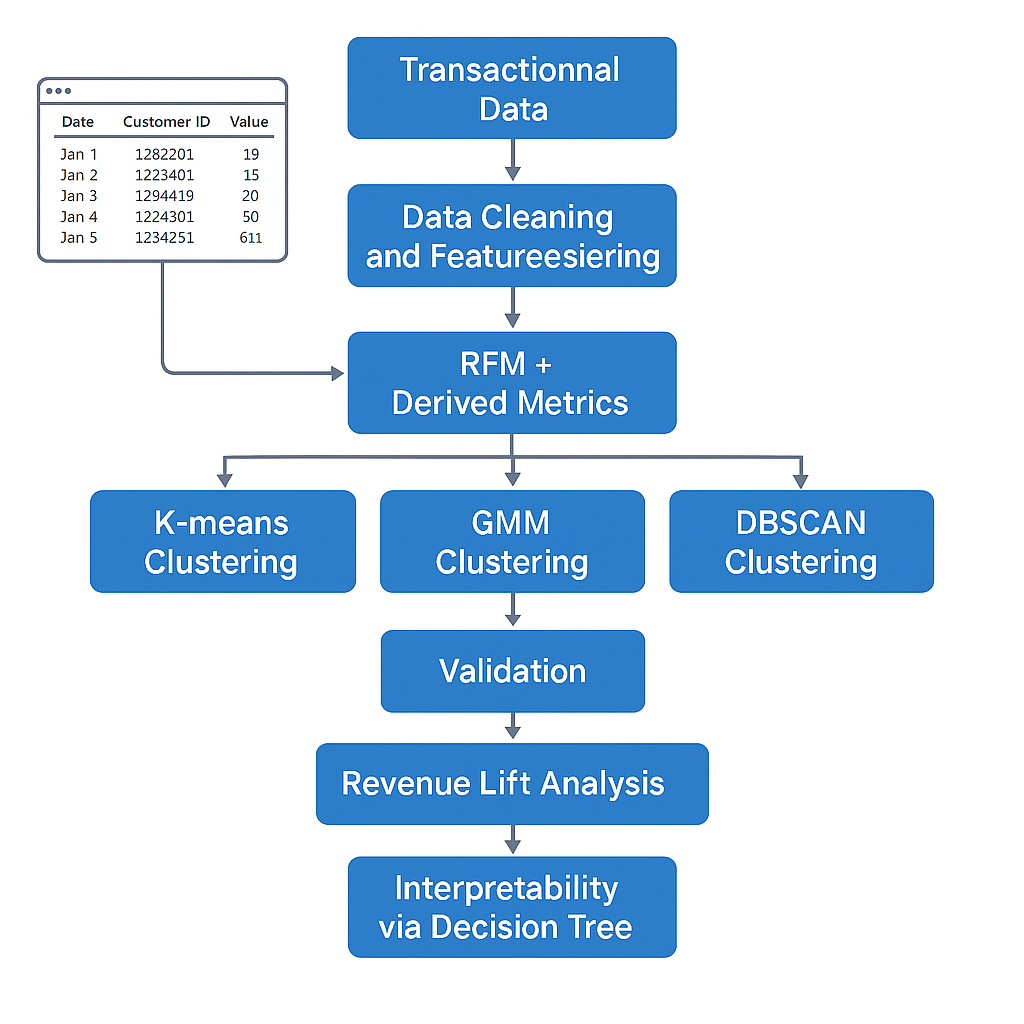 Transactionnal
Data
Date Customer ID Value
Jan 1 1282201 19
Jan 2 1223401 15
Jan 3 1294419 20
Jan 4 1224301 50
Jan 5 1234251 611
Data Cleaning
and Featureesiering
RFM +
Derived Metrics
K-means
Clustering
GMM
Clustering
DBSCAN
Clustering
Validation
Revenue Lift Analysis
Interpretability
via Decision Tree